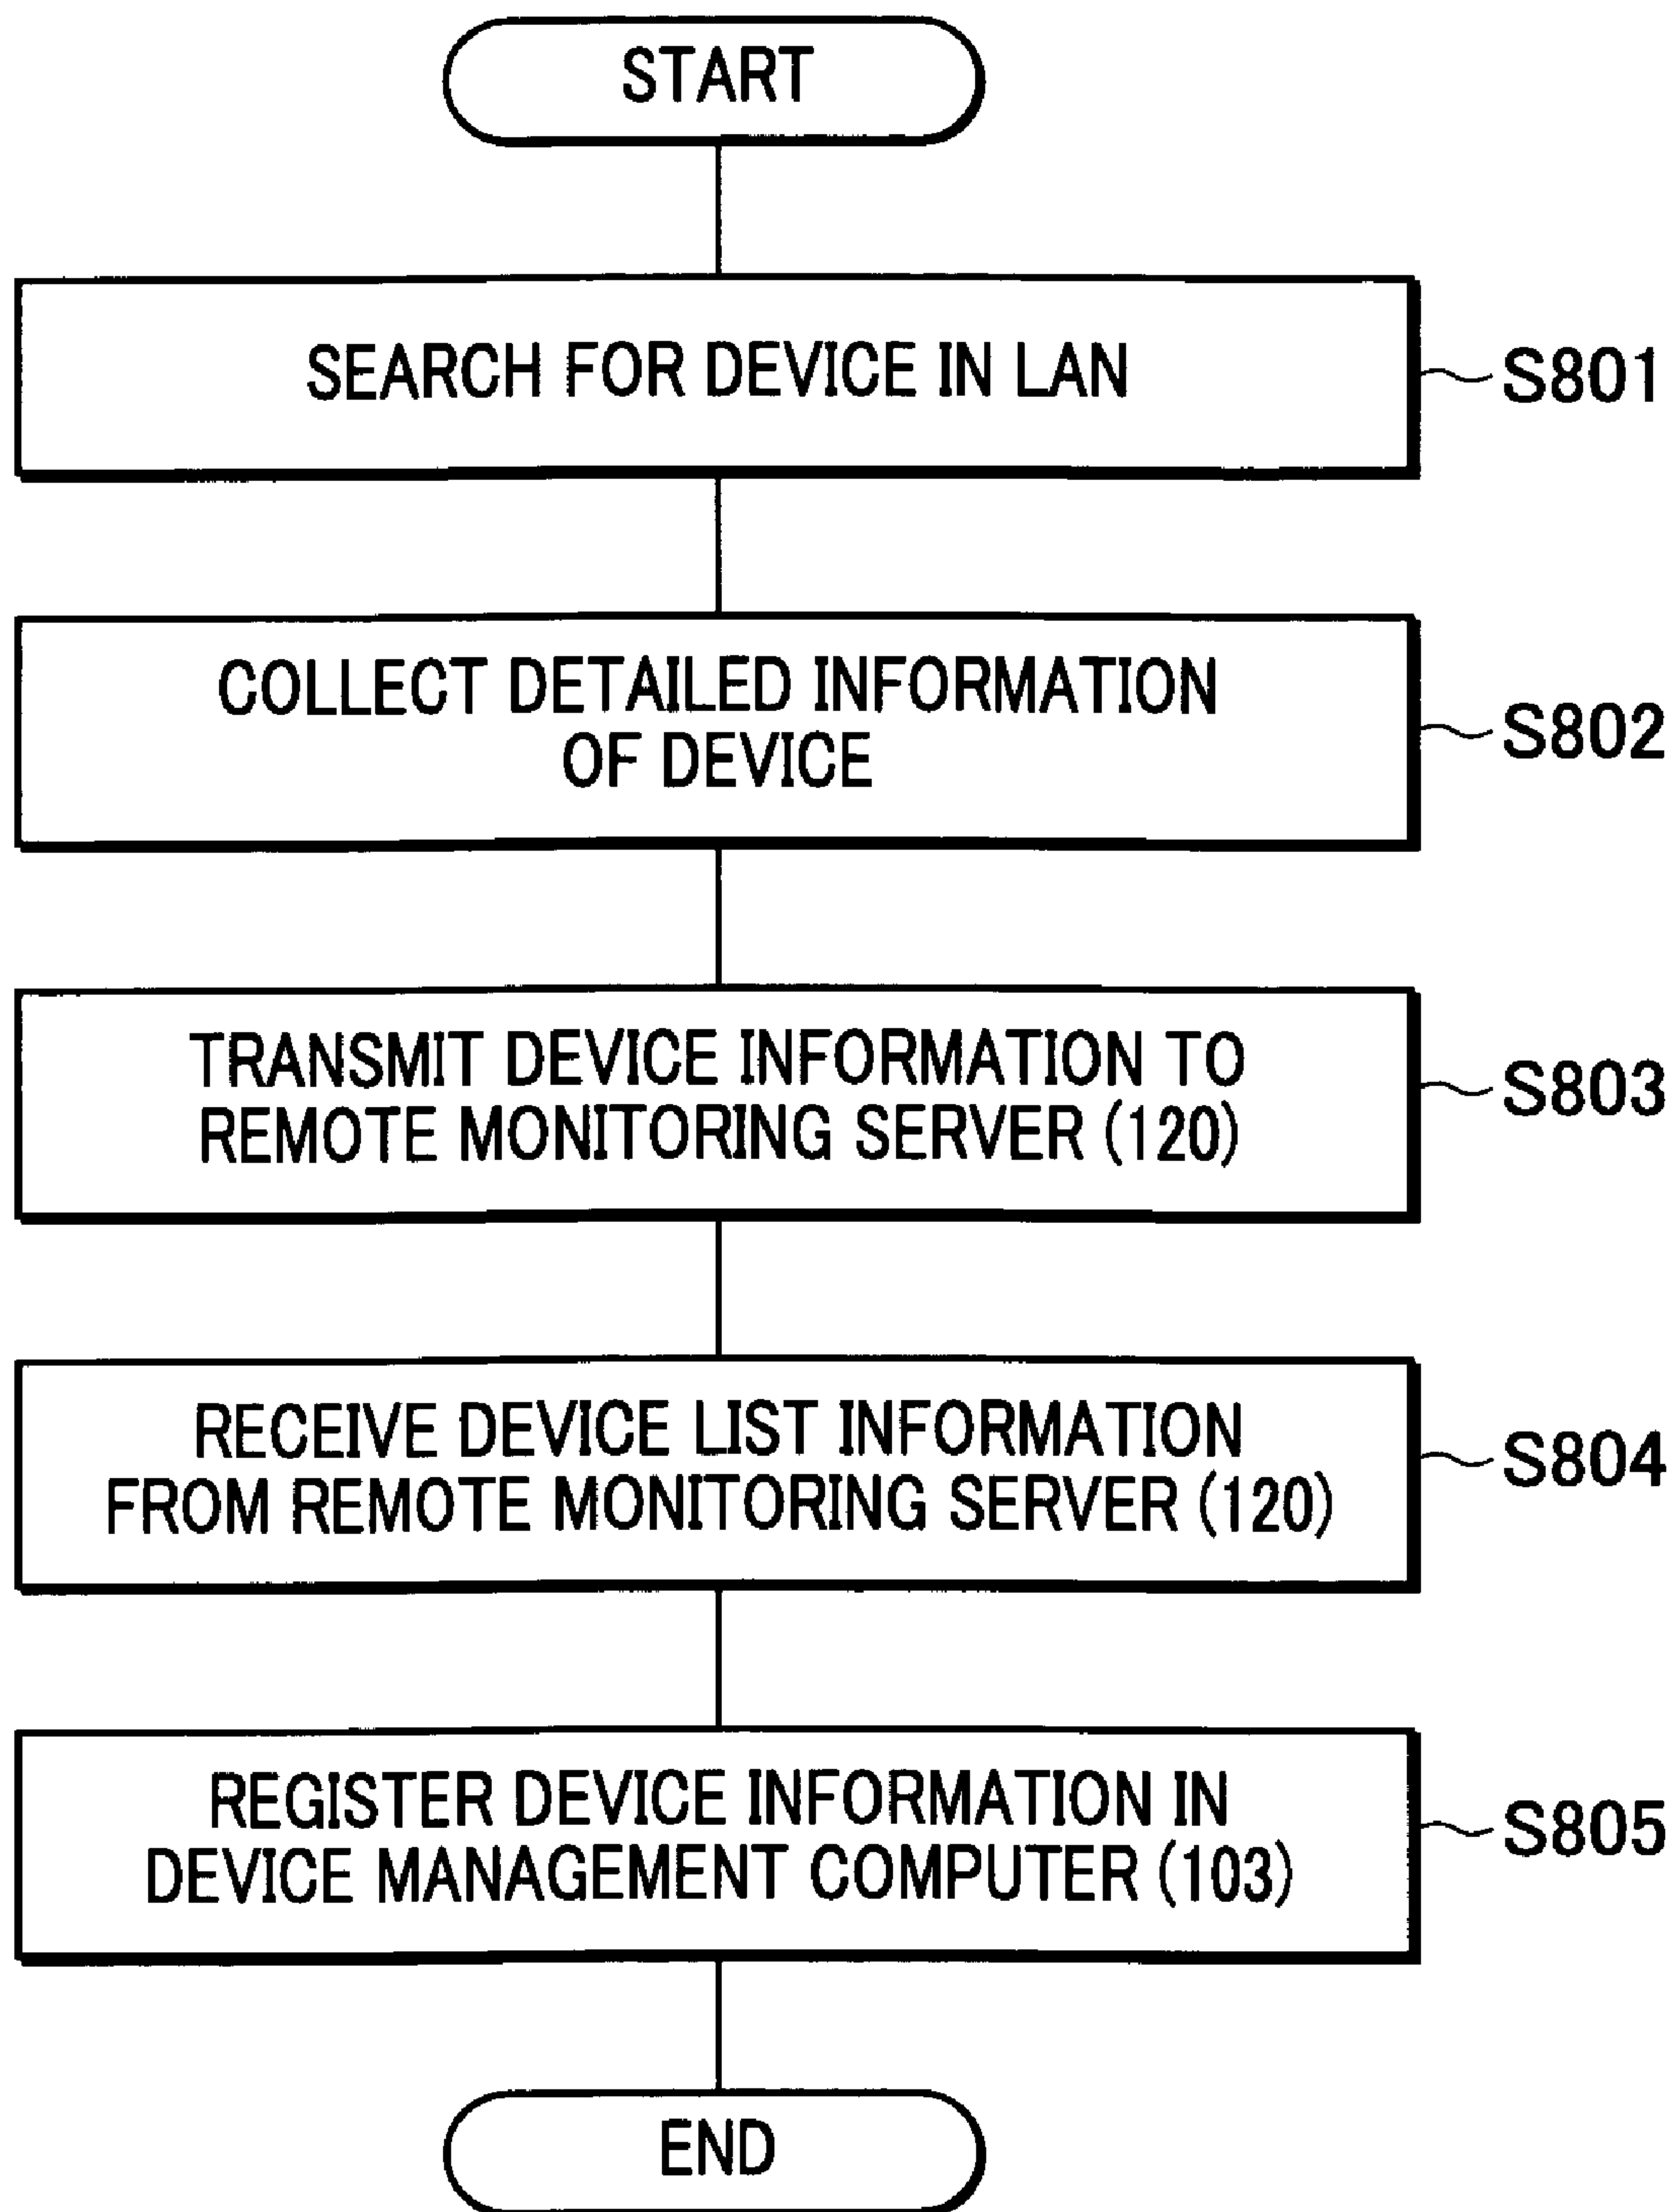 START
SEARCH FOR DEVICE IN LAN
S801
COLLECT DETAILED INFORMATION
OF DEVICE
S802
TRANSMIT DEVICE INFORMATION TO
REMOTE MONITORING SERVER (120)
S803
RECEIVE DEVICE LIST INFORMATION
FROM REMOTE MONITORING SERVER (120)
S804
REGISTER DEVICE INFORMATION IN
DEVICE MANAGEMENT COMPUTER (103)
S805
END